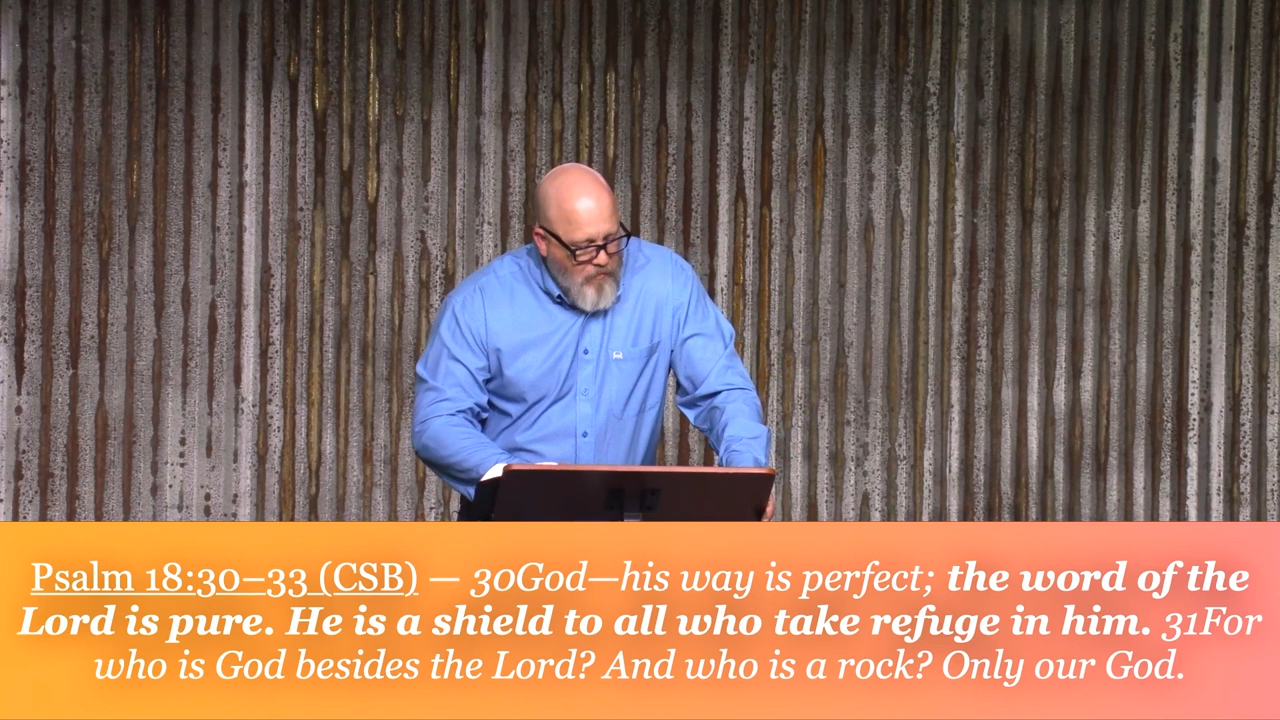 Psalm 18:30–33 (CSB) — 30God—his way is perfect; the word of the
Lord is pure. He is a shield to all who take refuge in him. 31For
who is God besides the Lord? And who is a rock? Only our God.